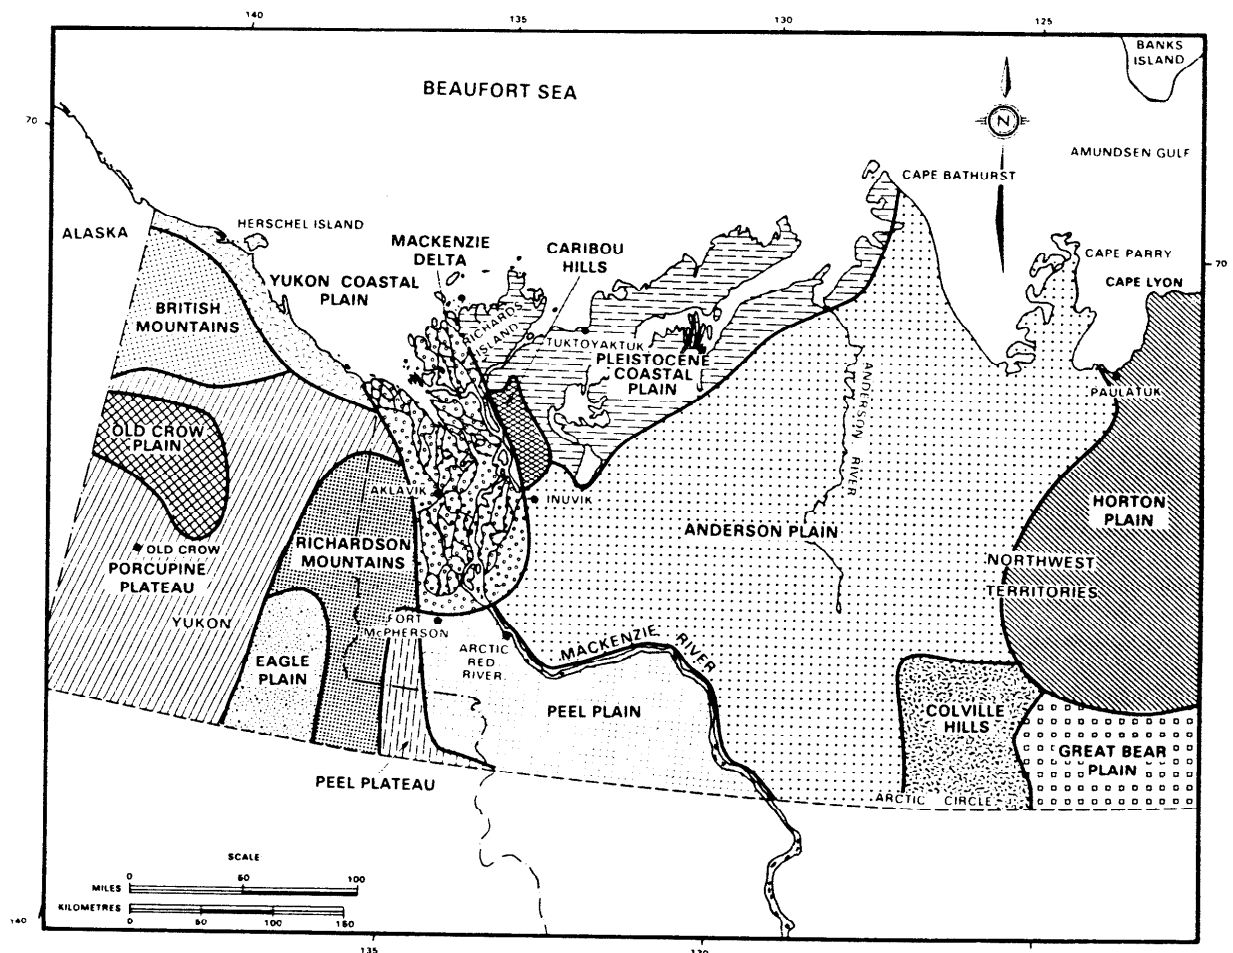 140
135
130
125
BANKS
ISLAND
BEAUFORT SEA
70
N
AMUNDSEN GULF
CAPE BATHURST
HERSCHEL ISLAND
ALASKA
MACKENZIE
DELTA
CARIBOU
HILLS
CAPE PARRY
70
CAPE LYON
YUKON COASTAL
PLAIN
BRITISH
MOUNTAINS
RICHARDS
ISLAND
TUKTOYAKTUK
PLEISTOCENE
COASTAL
PLAIN
ANDERSON RIVER
PAULATUK
OLD CROW
PLAIN
AKLAVIK
INUVIK
HORTON
PLAIN
ANDERSON PLAIN
OLD CROW
PORCUPINE
PLATEAU
RICHARDSON
MOUNTAINS
NORTHWEST
TERRITORIES
YUKON
FORT
McPHERSON
ARCTIC
RED
RIVER
MACKENZIE RIVER
EAGLE
PLAIN
PEEL PLAIN
COLVILLE
HILLS
GREAT BEAR
PLAIN
PEEL PLATEAU
ARCTIC CIRCLE
SCALE
0 50 100
MILES
KILOMETRES
0 50 100 150
140
135
130